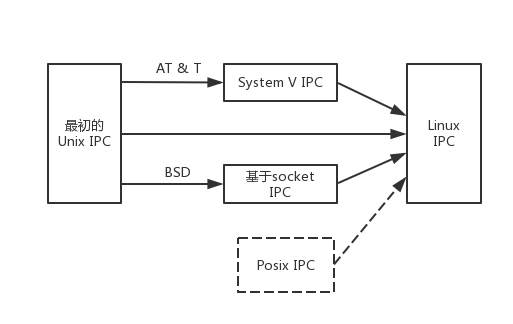 AT & T
System V IPC
最初的
Unix IPC
Linux
IPC
BSD
基于socket
IPC
Posix IPC